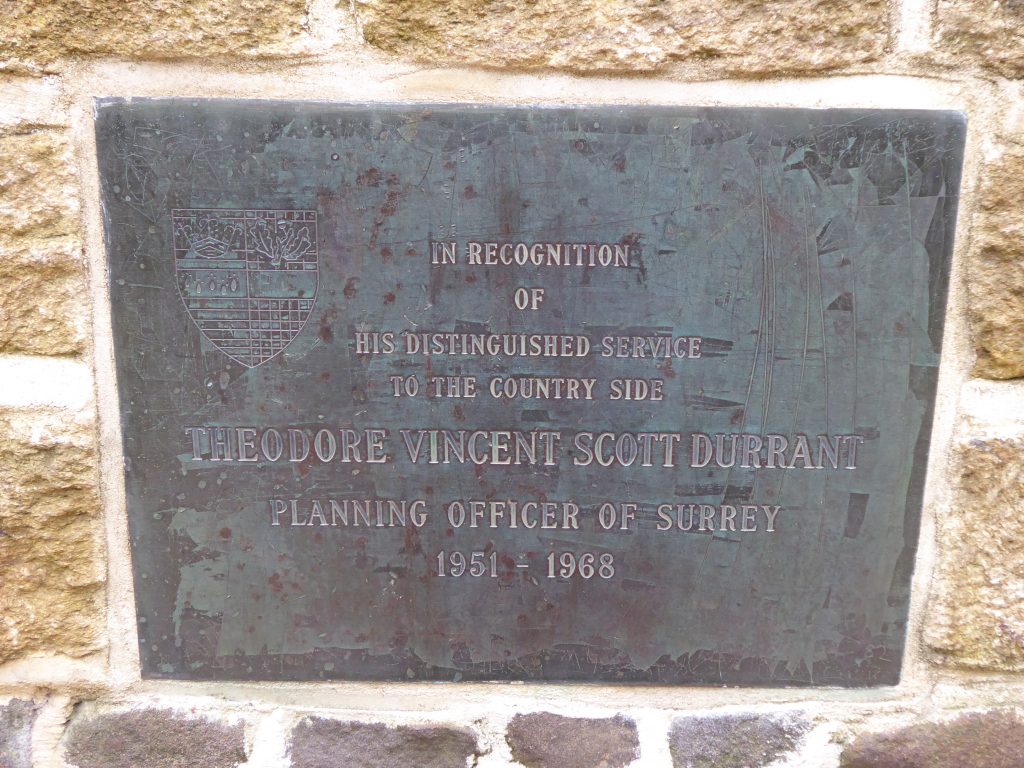 IN RECOGNITION
OF
HIS DISTINGUISHED SERVICE
TO THE COUNTRY SIDE
THEODORE VINCENT SCOTT DURRANT
PLANNING OFFICER OF SURREY
1951 - 1968